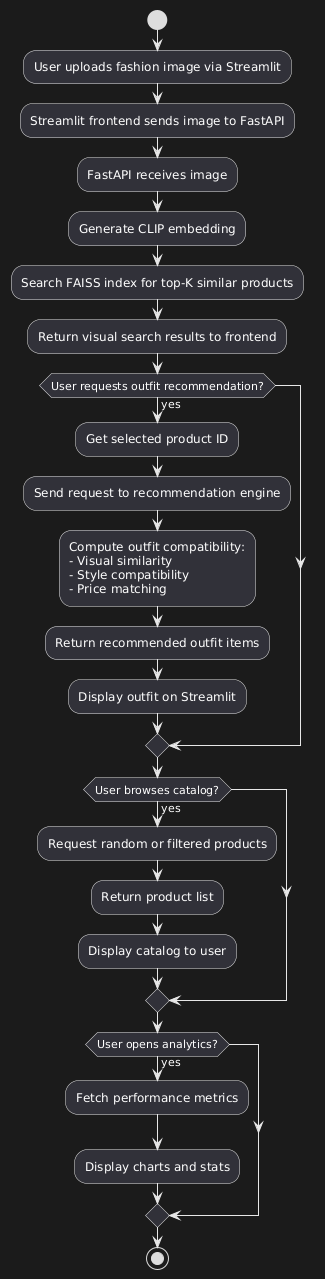 User uploads fashion image via Streamlit
Streamlit frontend sends image to FastAPI
FastAPI receives image
Generate CLIP embedding
Search FAISS index for top-K similar products
Return visual search results to frontend
User requests outfit recommendation?
yes
Get selected product ID
Send request to recommendation engine
Compute outfit compatibility:
- Visual similarity
- Style compatibility
- Price matching
Return recommended outfit items
Display outfit on Streamlit
User browses catalog?
yes
Request random or filtered products
Return product list
Display catalog to user
User opens analytics?
yes
Fetch performance metrics
Display charts and stats